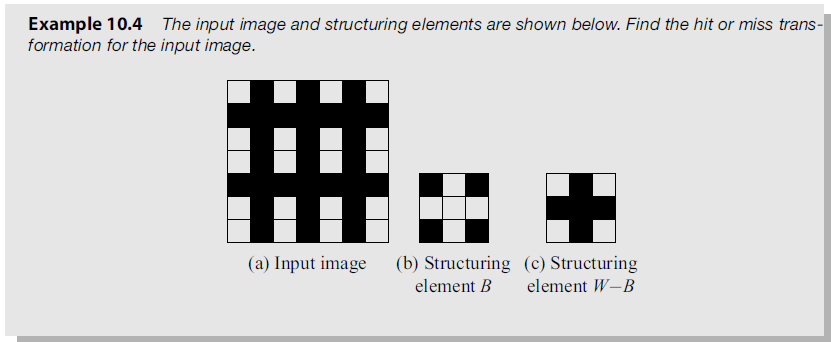 Example 10.4 The input image and structuring elements are shown below. Find the hit or miss trans-
formation for the input image.
(a) Input image (b) Structuring element B (c) Structuring element W−B